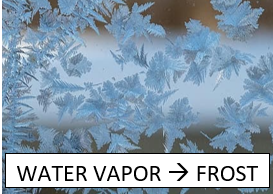 WATER VAPOR → FROST